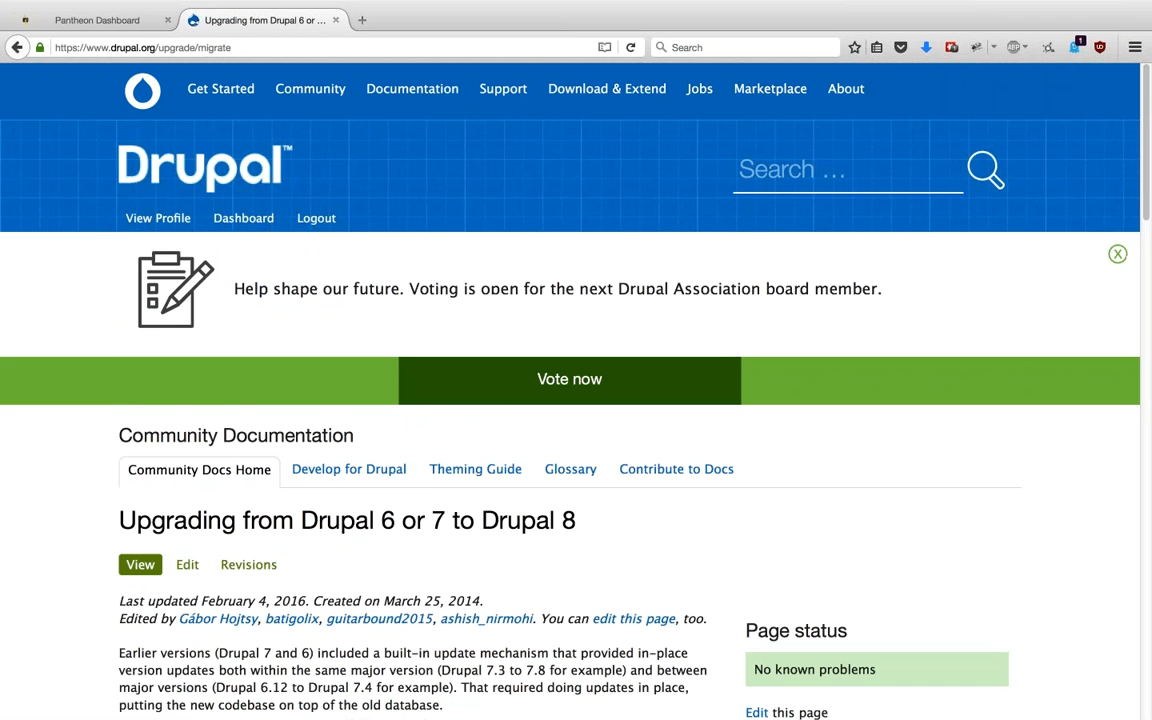 Pantheon Dashboard
Upgrading from Drupal 6 or ...
https://www.drupal.org/upgrade/migrate
Search
ABP
1
Get Started Community Documentation Support Download & Extend Jobs Marketplace About
Drupal™
Search ...
View Profile Dashboard Logout
Help shape our future. Voting is open for the next Drupal Association board member.
X
Vote now
Community Documentation
Community Docs Home Develop for Drupal Theming Guide Glossary Contribute to Docs
Upgrading from Drupal 6 or 7 to Drupal 8
View Edit Revisions
Last updated February 4, 2016. Created on March 25, 2014.
Edited by Gábor Hojtsy, batigolix, guitarbound2015, ashish_nirmohi. You can edit this page, too.
Earlier versions (Drupal 7 and 6) included a built-in update mechanism that provided in-place
version updates both within the same major version (Drupal 7.3 to 7.8 for example) and between
major versions (Drupal 6.12 to Drupal 7.4 for example). That required doing updates in place,
putting the new codebase on top of the old database.
Page status
No known problems
Edit this page